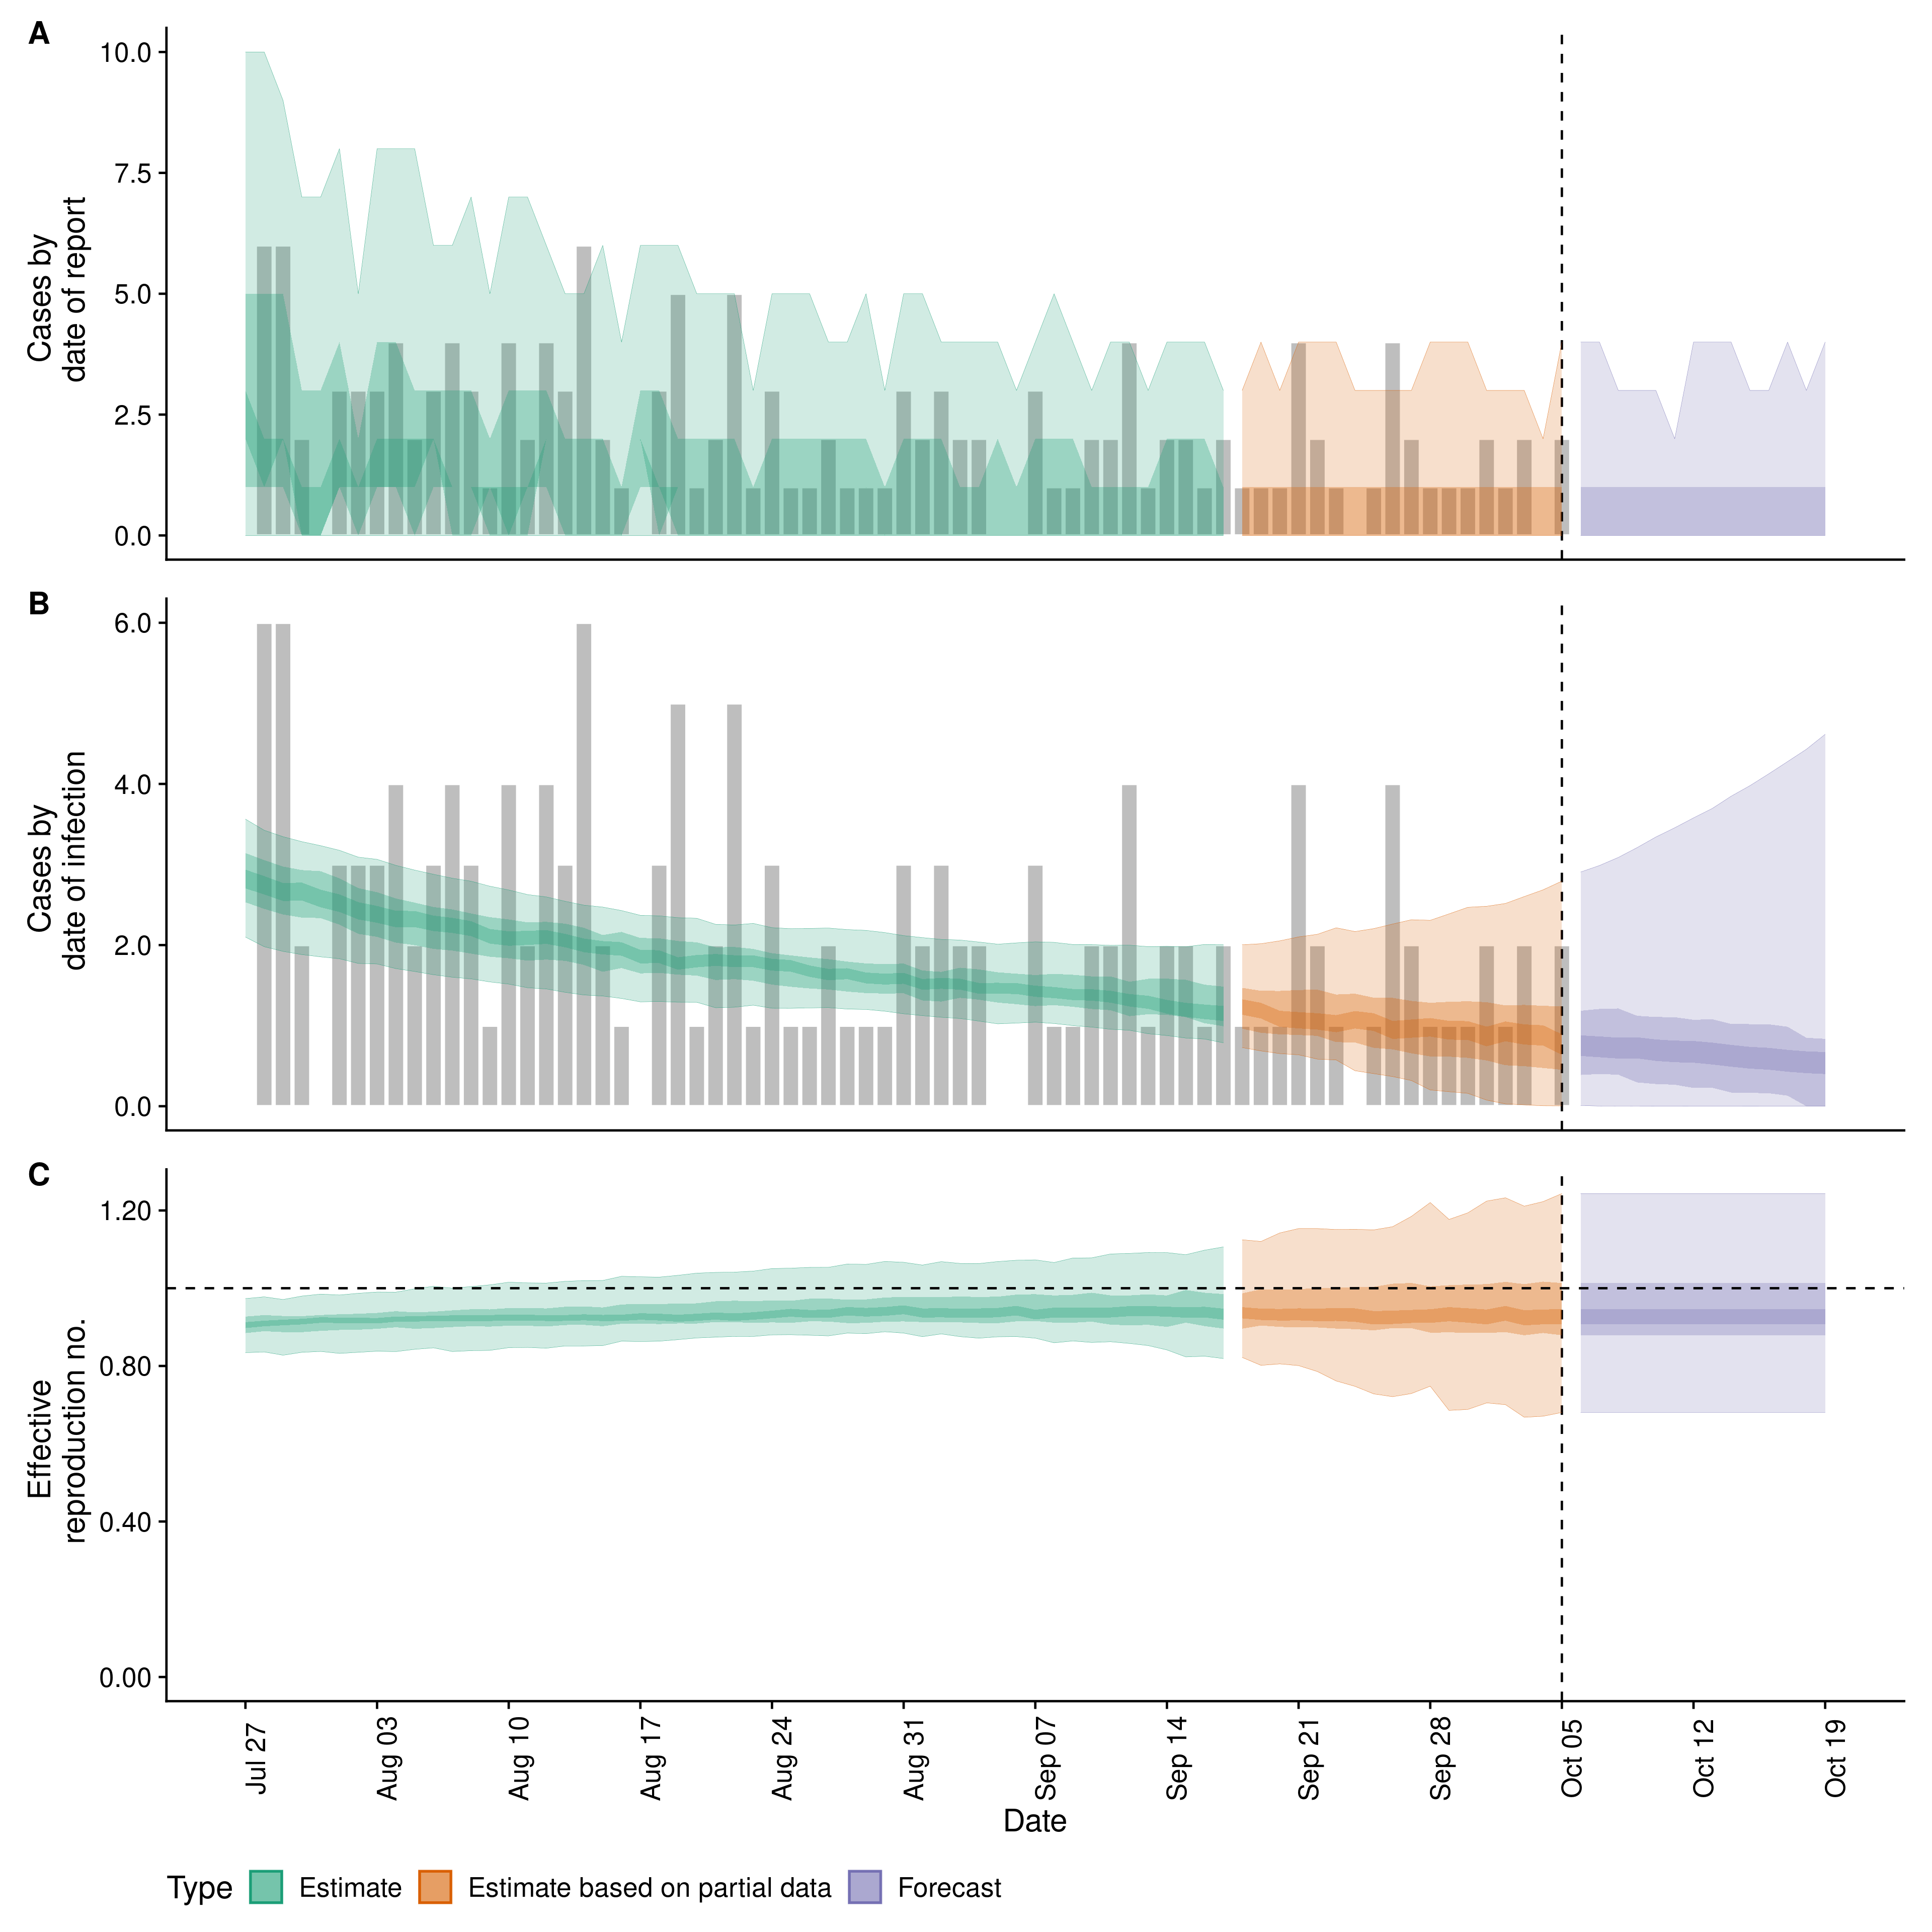 A
Cases by
date of report
10.0
7.5
5.0
2.5
0.0
B
Cases by
date of infection
6.0
4.0
2.0
0.0
C
Effective
reproduction no.
1.20
0.80
0.40
0.00
Jul 27
Aug 03
Aug 10
Aug 17
Aug 24
Aug 31
Sep 07
Sep 14
Sep 21
Sep 28
Oct 05
Oct 12
Oct 19
Date
Type Estimate Estimate based on partial data Forecast